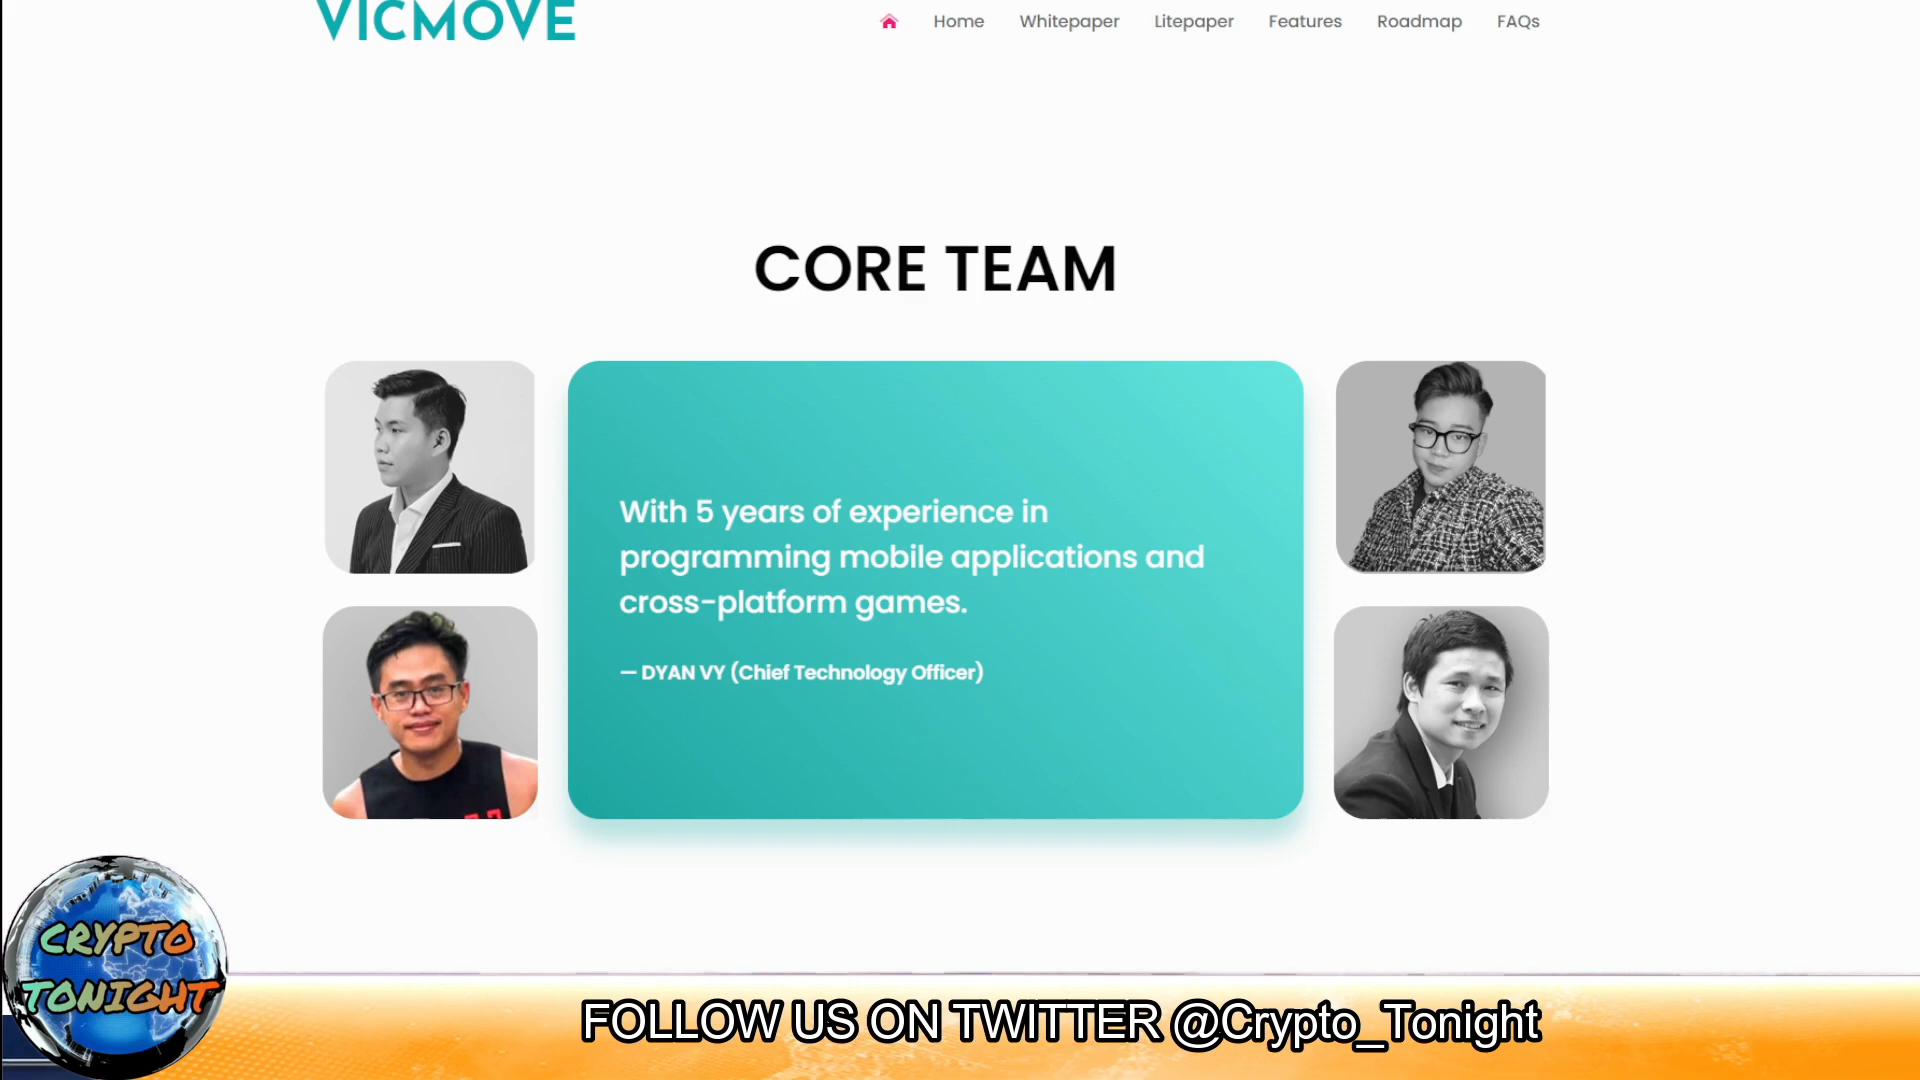 VICMOVE
Home Whitepaper Litepaper Features Roadmap FAQs
CORE TEAM
With 5 years of experience in
programming mobile applications and
cross-platform games.
— DYAN VY (Chief Technology Officer)
CRYPTO
TONIGHT
FOLLOW US ON TWITTER @Crypto_Tonight